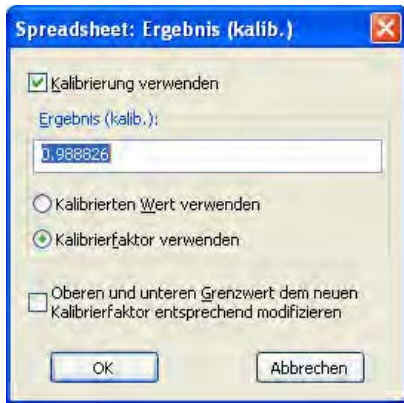 Spreadsheet: Ergebnis (kalib.)
Kalibrierung verwenden
Ergebnis (kalib.):
0.988826
Kalibrierten Wert verwenden
Kalibrierfaktor verwenden
Oberen und unteren Grenzwert dem neuen
Kalibrierfaktor entsprechend modifizieren
OK
Abbrechen